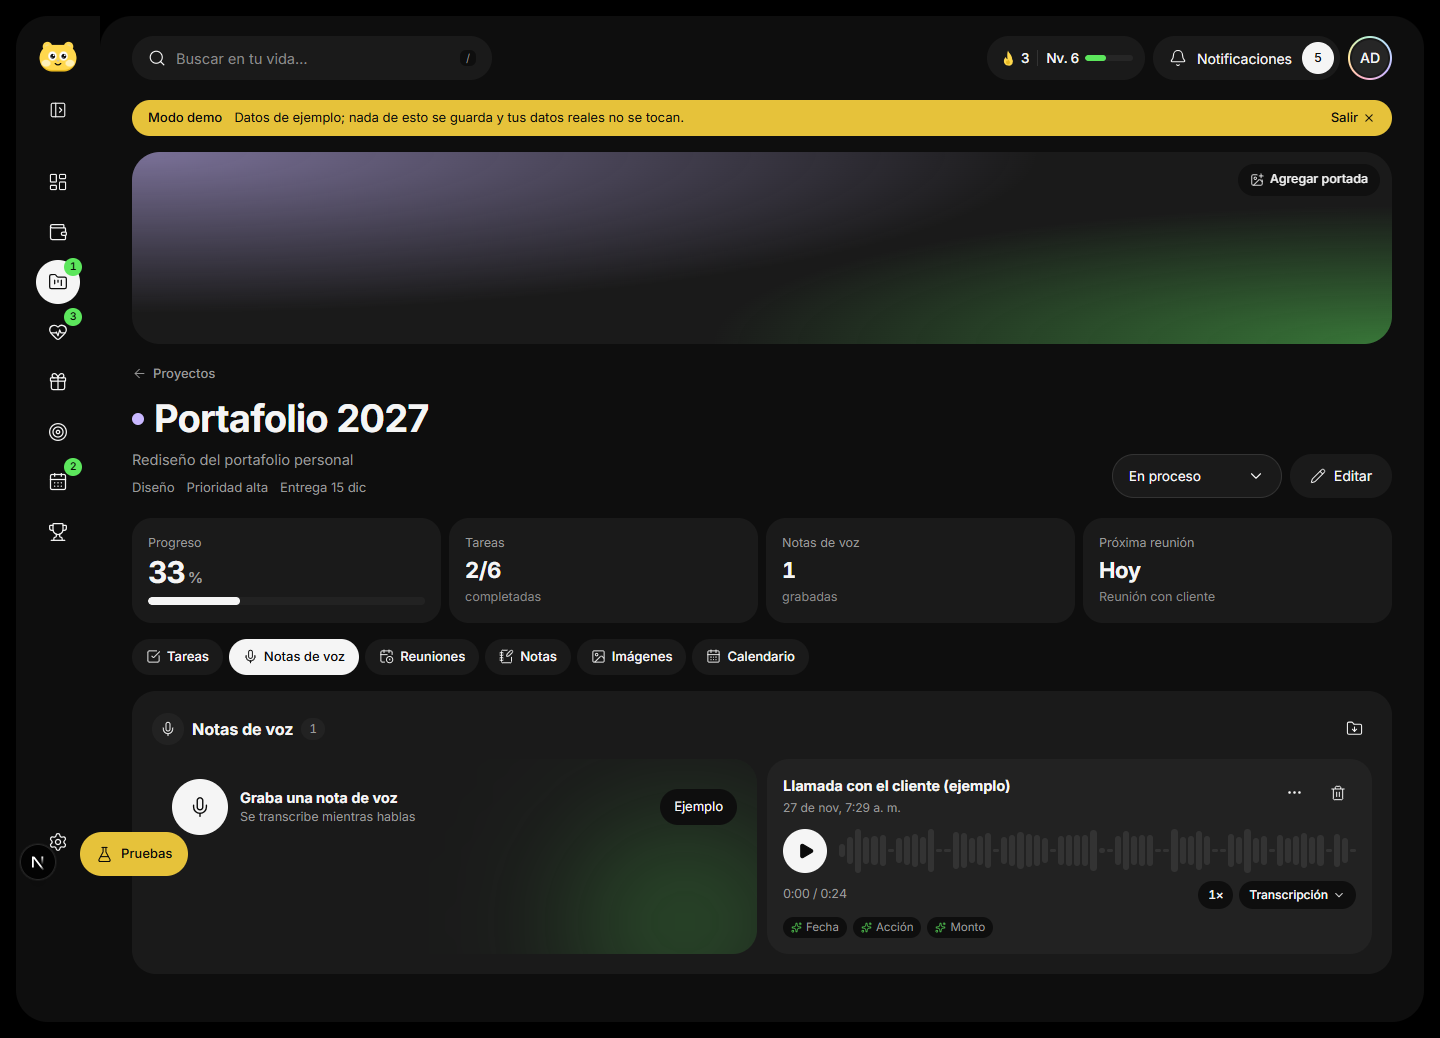 Buscar en tu vida...
/
3
Nv. 6
Notificaciones
5
AD
Modo demo
Datos de ejemplo; nada de esto se guarda y tus datos reales no se tocan.
Salir
Agregar portada
1
3
2
Proyectos
Portafolio 2027
Rediseño del portafolio personal
Diseño
Prioridad alta
Entrega 15 dic
En proceso
Editar
Progreso
33 %
Tareas
2/6
completadas
Notas de voz
1
grabadas
Próxima reunión
Hoy
Reunión con cliente
Tareas
Notas de voz
Reuniones
Notas
Imágenes
Calendario
Notas de voz
1
Graba una nota de voz
Se transcribe mientras hablas
Ejemplo
Llamada con el cliente (ejemplo)
27 de nov, 7:29 a. m.
0:00 / 0:24
1×
Transcripción
Fecha
Acción
Monto
N
Pruebas